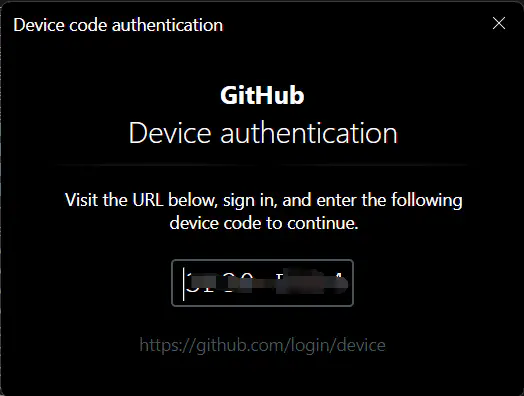 Device code authentication
GitHub
Device authentication
Visit the URL below, sign in, and enter the following
device code to continue.
https://github.com/login/device